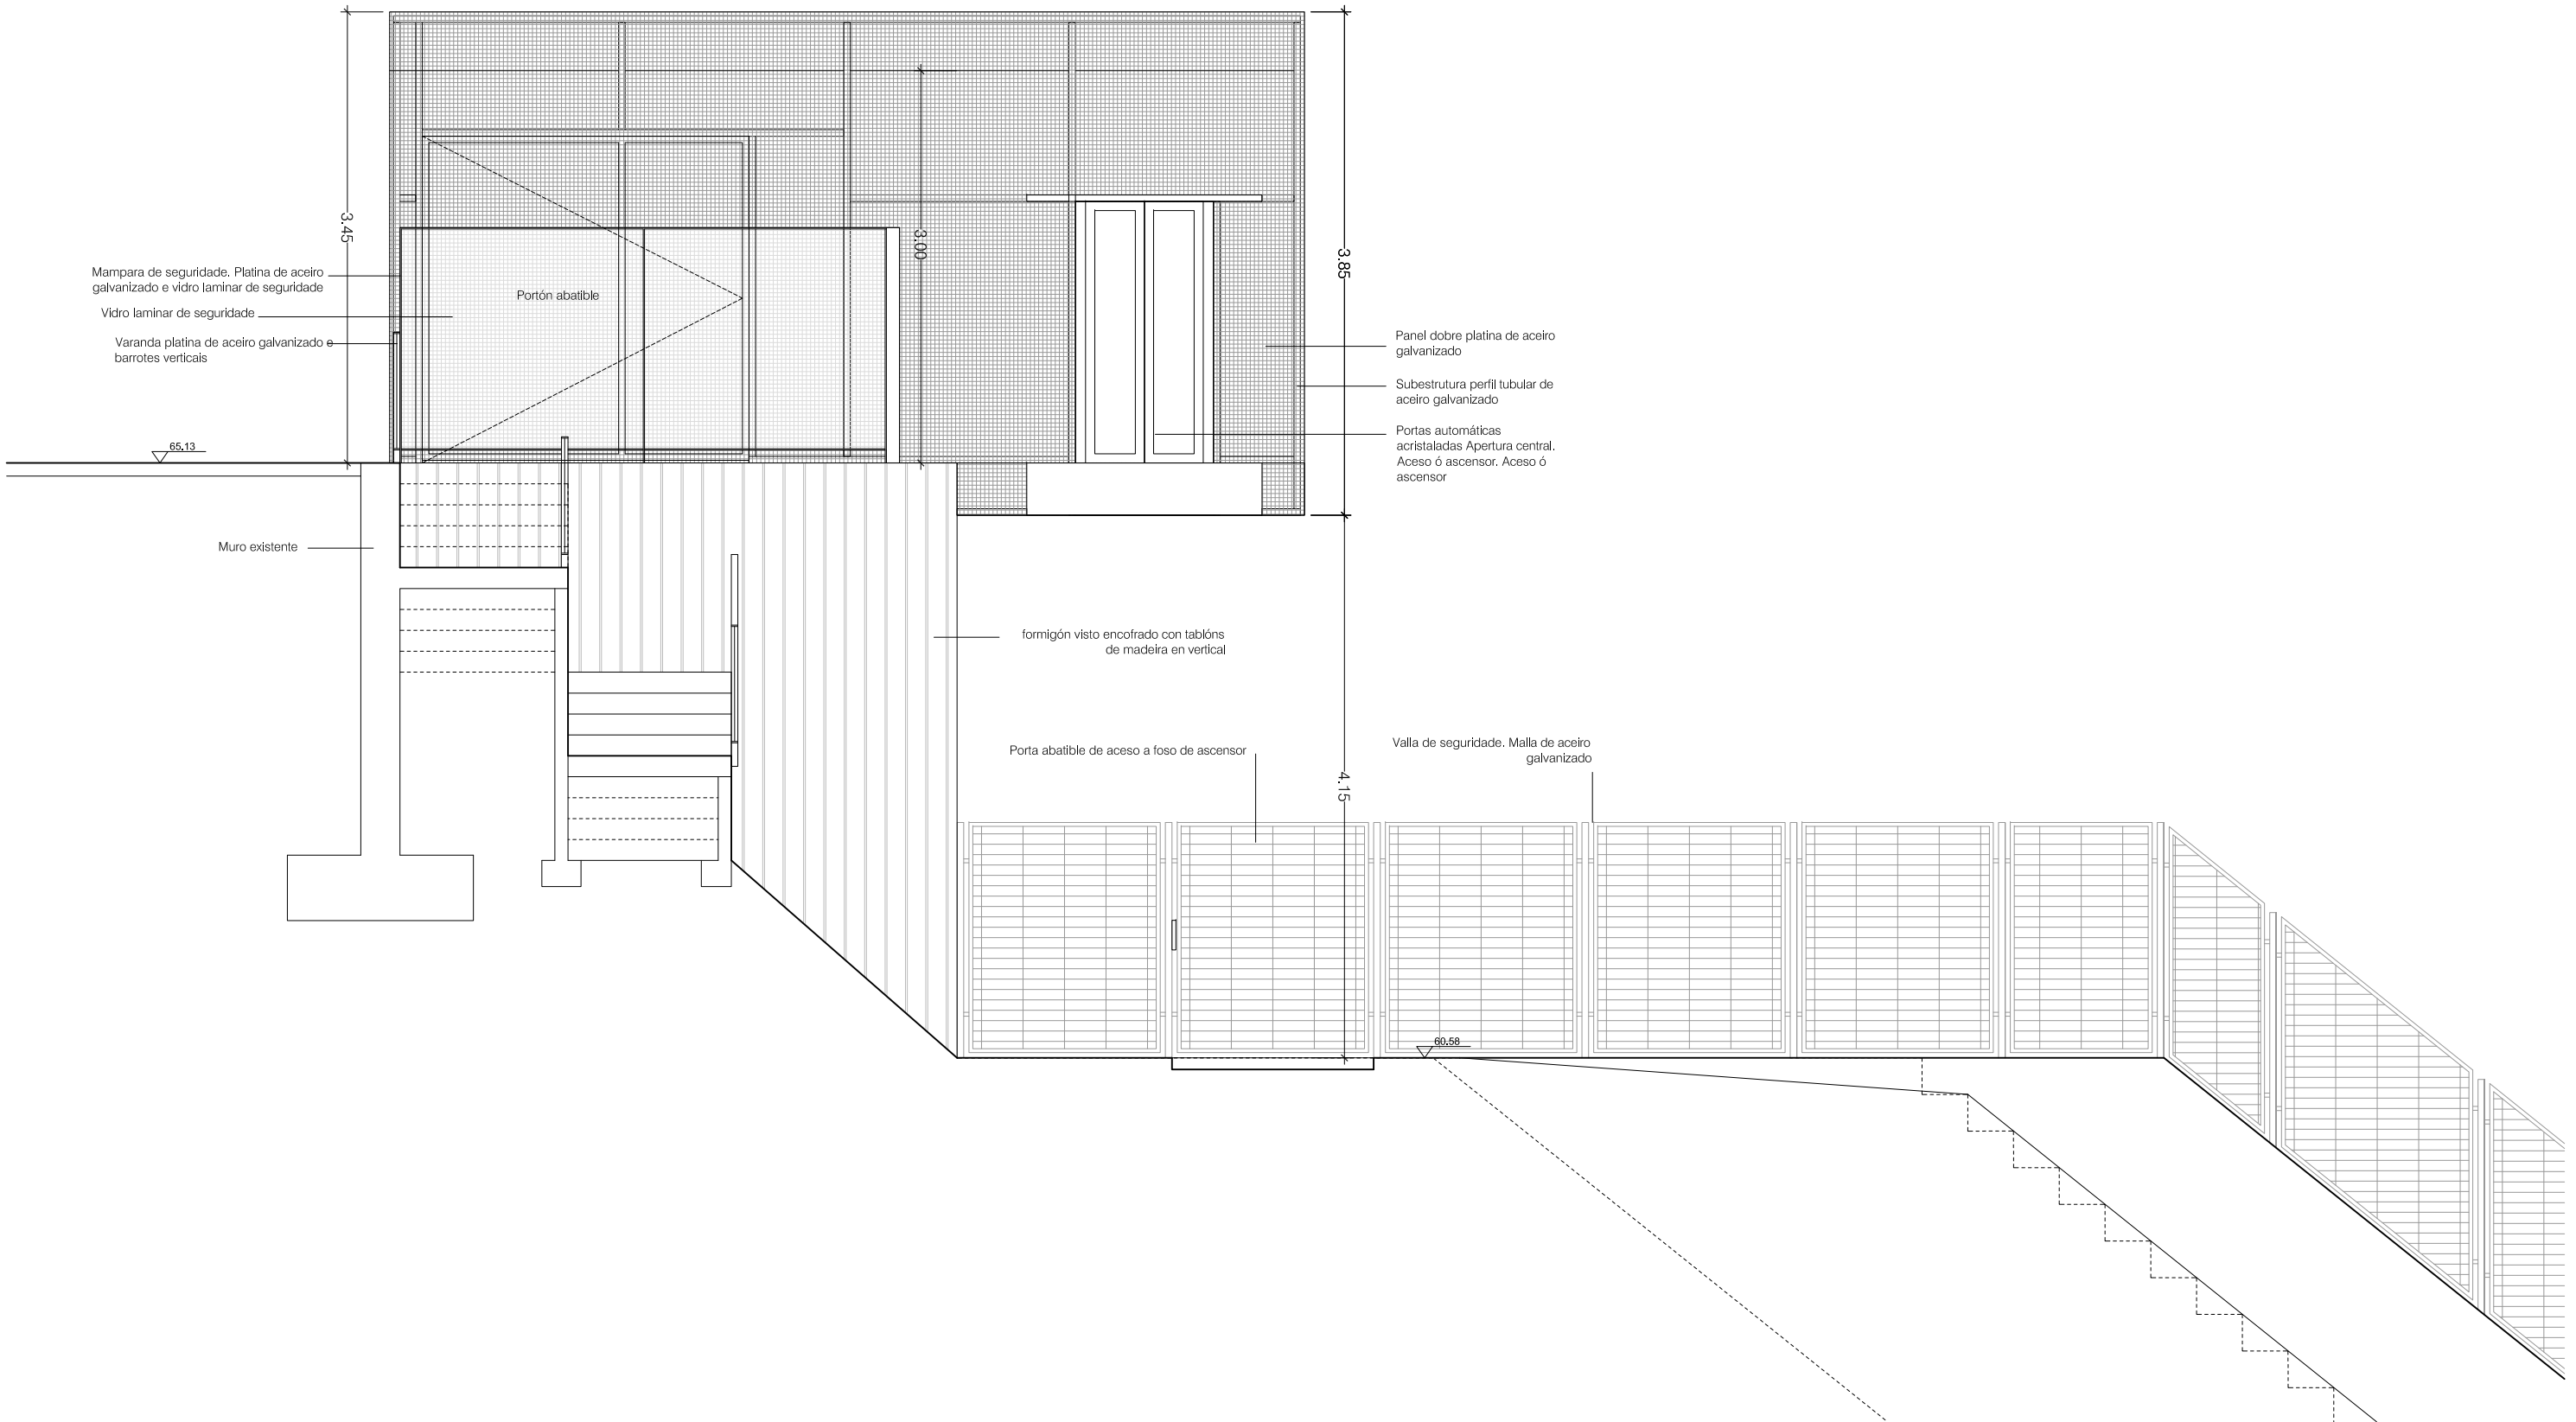 3.45
3.00
3.85
Mampara de seguridade. Platina de aceiro
galvanizado e vidro laminar de seguridade
Portón abatible
Vidro laminar de seguridade
Varanda platina de aceiro galvanizado e
barrotes verticais
Panel dobre platina de aceiro
galvanizado
Subestrutura perfil tubular de
aceiro galvanizado
Portas automáticas
acristaladas Apertura central.
Aceso ó ascensor. Aceso ó
ascensor
65.13
Muro existente
formigón visto encofrado con tablóns
de madeira en vertical
Porta abatible de aceso a foso de ascensor
4.15
Valla de seguridade. Malla de aceiro
galvanizado
60.58